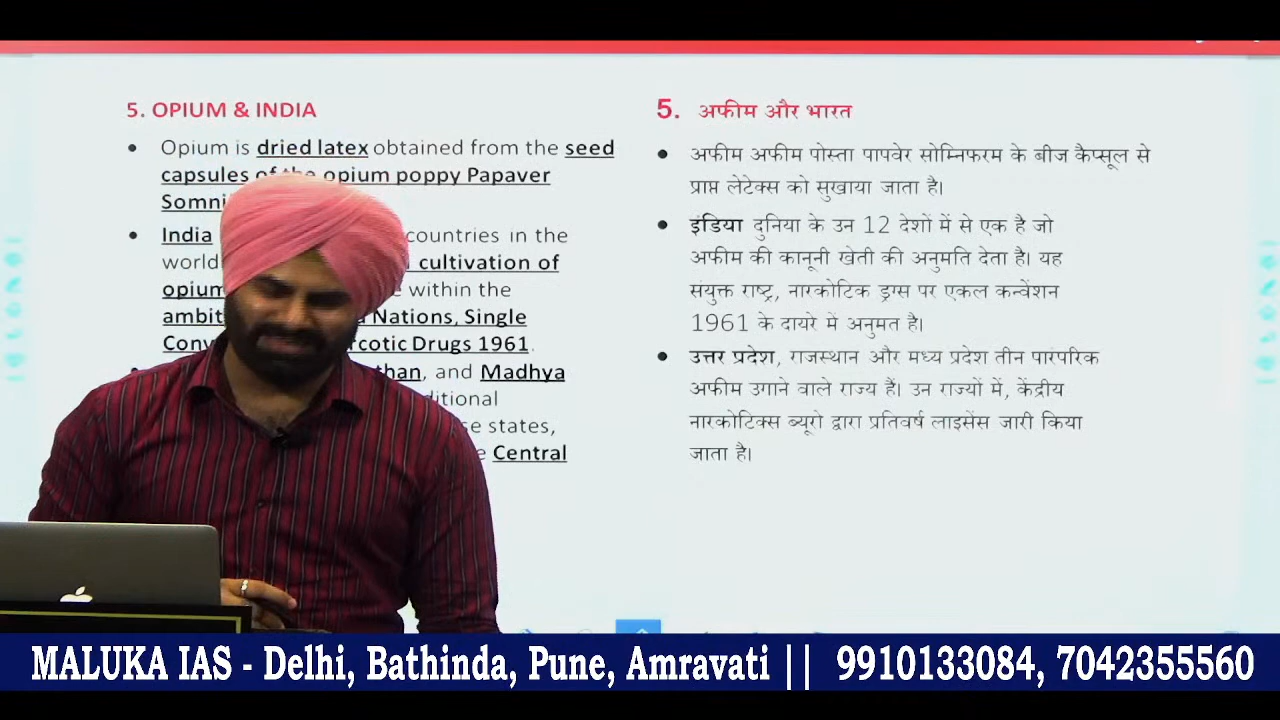 5. OPIUM & INDIA
• Opium is dried latex obtained from the seed
capsules of the opium poppy Papaver
Somni
• India countries in the
world cultivation of
opium within the
ambit Nations, Single
Conv rcotic Drugs 1961.
than, and Madhya
ditional
se states,
Central
5. अफीम और भारत
• अफीम अफीम पोस्ता पापवेर सोम्निफरम के बीज कैप्सूल से
प्राप्त लेटेक्स को सुखाया जाता है।
• इंडिया दुनिया के उन 12 देशों में से एक है जो
अफीम की कानूनी खेती की अनुमति देता है। यह
संयुक्त राष्ट्र, नारकोटिक ड्रग्स पर एकल कन्वेंशन
1961 के दायरे में अनुमत है।
• उत्तर प्रदेश, राजस्थान और मध्य प्रदेश तीन पारंपरिक
अफीम उगाने वाले राज्य हैं। उन राज्यों में, केंद्रीय
नारकोटिक्स ब्यूरो द्वारा प्रतिवर्ष लाइसेंस जारी किया
जाता है।
MALUKA IAS - Delhi, Bathinda, Pune, Amravati || 9910133084, 7042355560